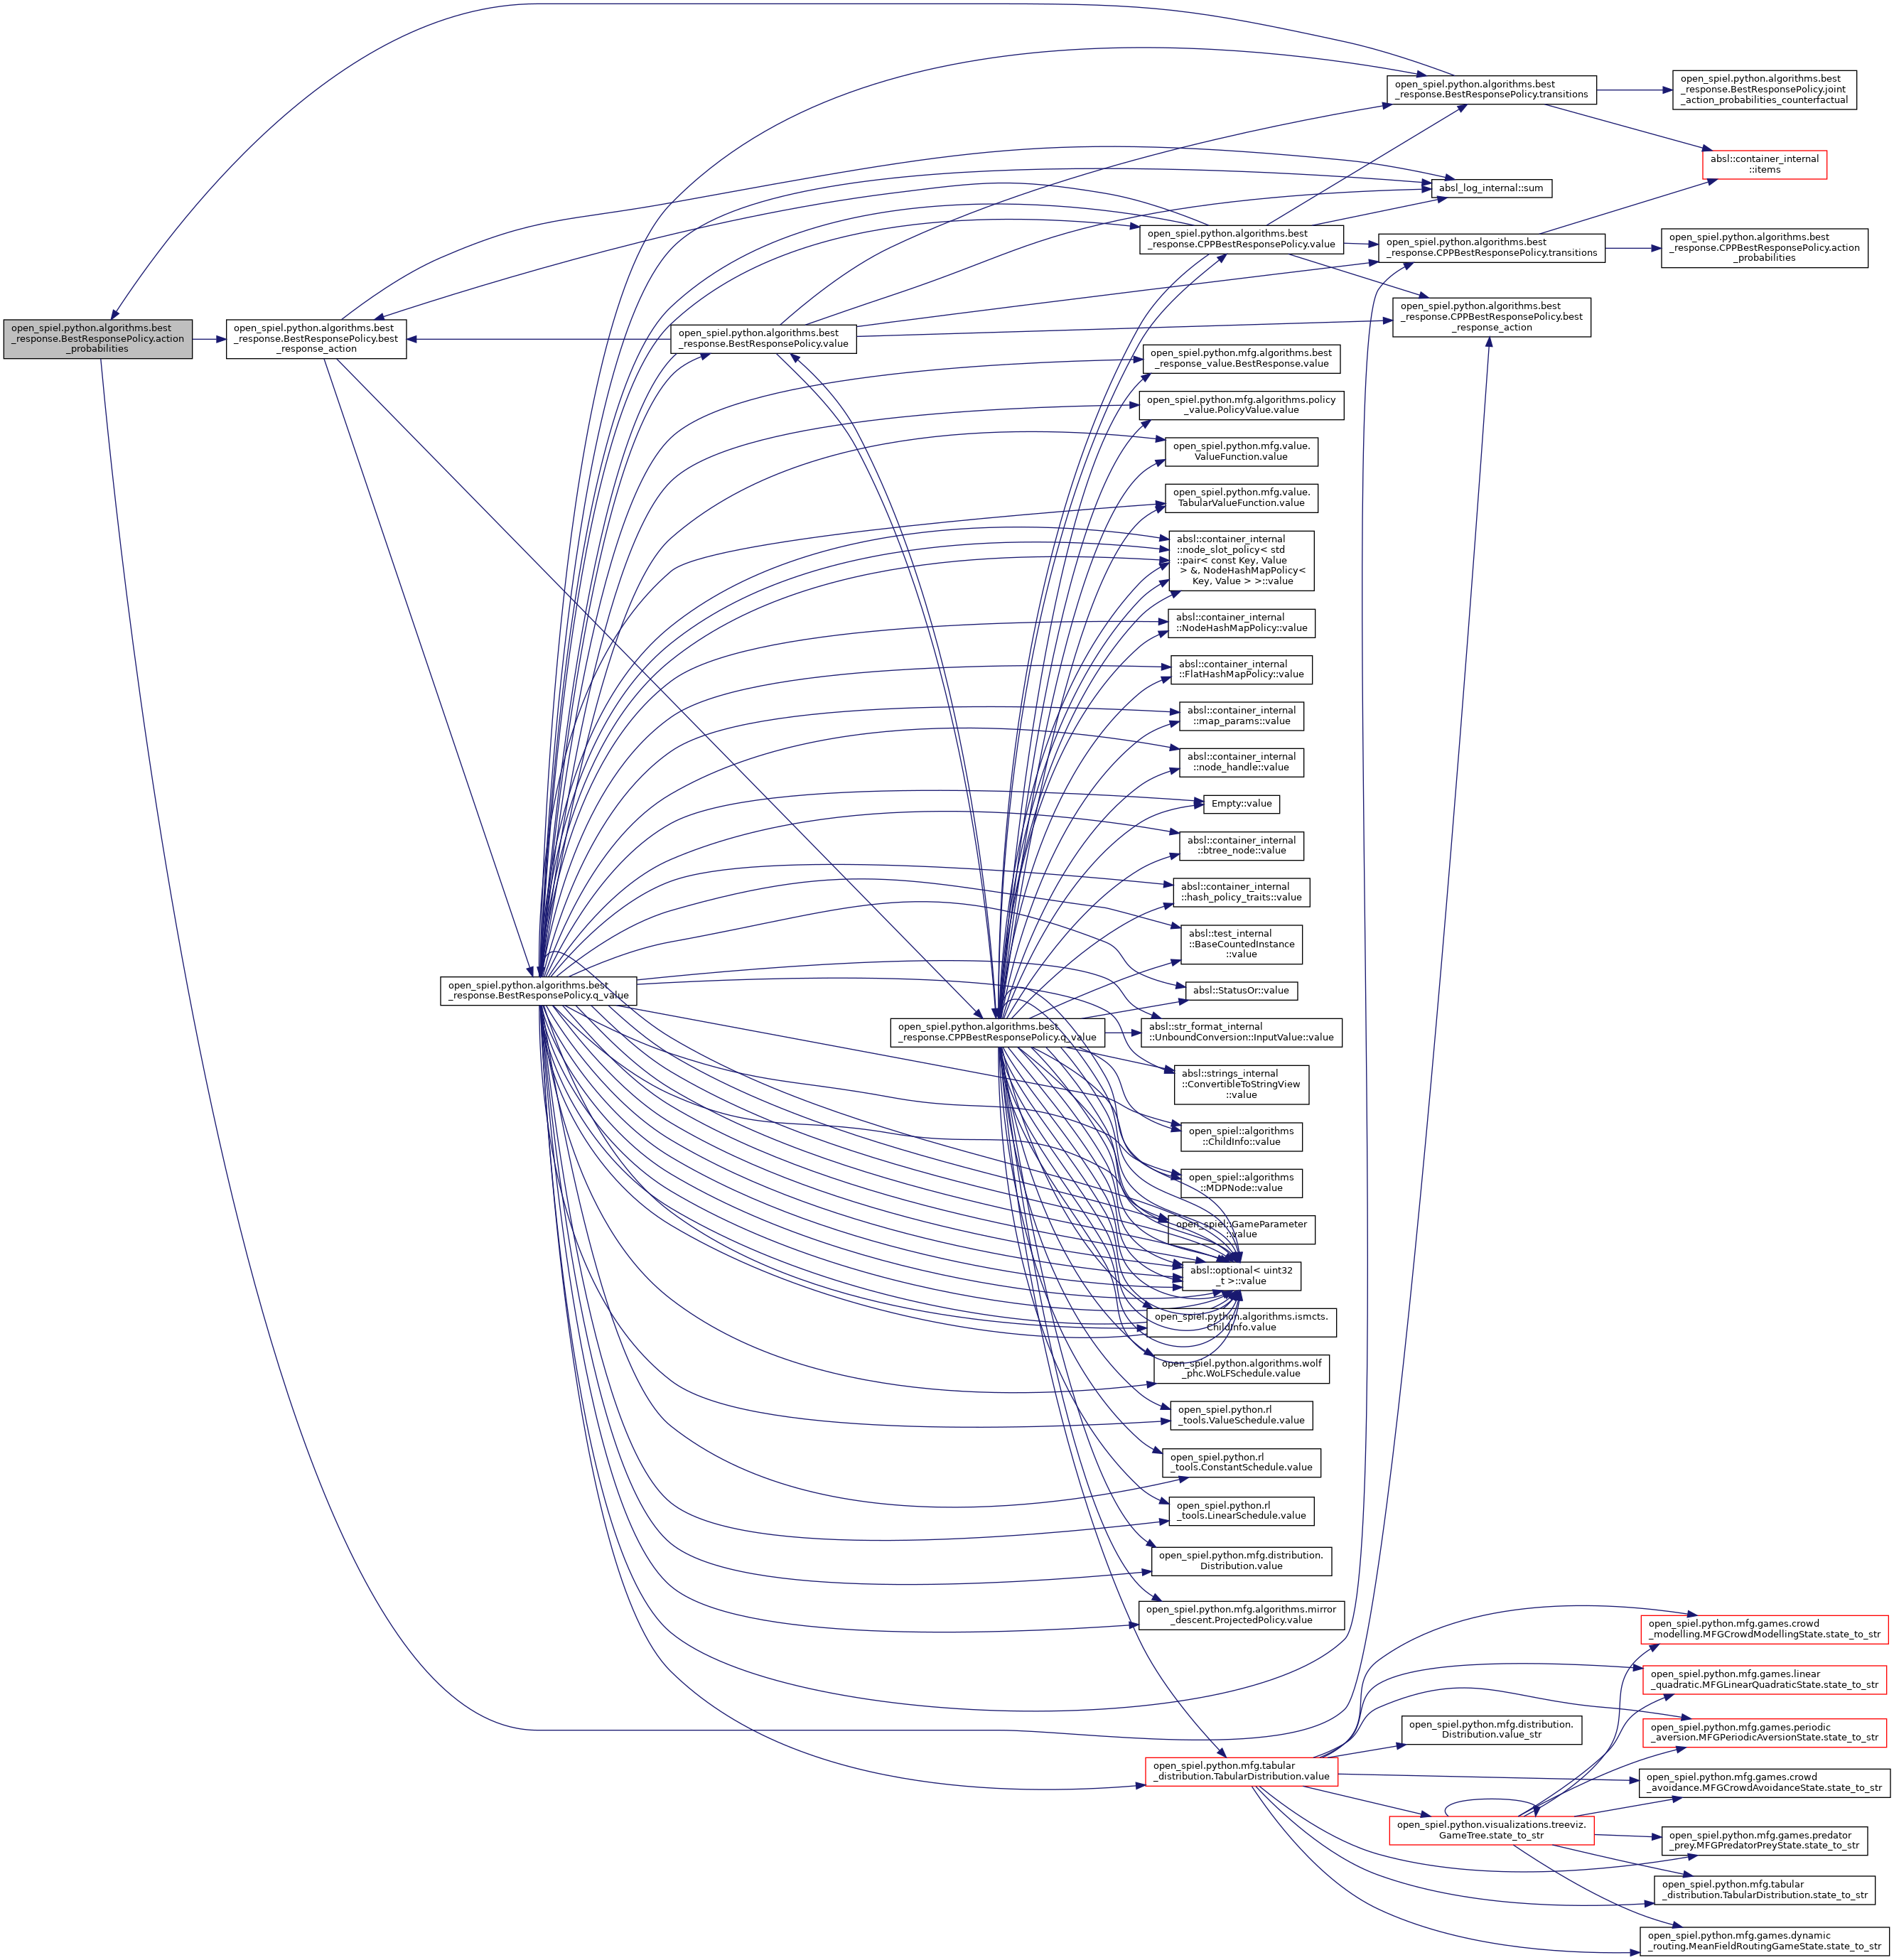 open_spiel.python.algorithms.best
_response.BestResponsePolicy.action
_probabilities
open_spiel.python.algorithms.best
_response.BestResponsePolicy.best
_response_action
open_spiel.python.algorithms.best
_response.BestResponsePolicy.q_value
open_spiel.python.algorithms.best
_response.BestResponsePolicy.value
open_spiel.python.algorithms.best
_response.CPPBestResponsePolicy.q_value
open_spiel.python.algorithms.best
_response.CPPBestResponsePolicy.value
open_spiel.python.mfg.algorithms.best
_response_value.BestResponse.value
open_spiel.python.mfg.algorithms.policy
_value.PolicyValue.value
open_spiel.python.mfg.value.
ValueFunction.value
open_spiel.python.mfg.value.
TabularValueFunction.value
absl::container_internal
::node_slot_policy< std
::pair< const Key, Value
> &, NodeHashMapPolicy<
Key, Value > >::value
absl::container_internal
::NodeHashMapPolicy::value
absl::container_internal
::FlatHashMapPolicy::value
absl::container_internal
::map_params::value
absl::container_internal
::node_handle::value
Empty::value
absl::container_internal
::btree_node::value
absl::container_internal
::hash_policy_traits::value
absl::test_internal
::BaseCountedInstance
::value
absl::StatusOr::value
absl::str_format_internal
::UnboundConversion::InputValue::value
absl::strings_internal
::ConvertibleToStringView
::value
open_spiel::algorithms
::ChildInfo::value
open_spiel::algorithms
::MDPNode::value
open_spiel::GameParameter
::value
absl::optional< uint32
_t >::value
open_spiel.python.algorithms.ismcts.
ChildInfo.value
open_spiel.python.algorithms.wolf
_phc.WoLFSchedule.value
open_spiel.python.rl
_tools.ValueSchedule.value
open_spiel.python.rl
_tools.ConstantSchedule.value
open_spiel.python.rl
_tools.LinearSchedule.value
open_spiel.python.mfg.distribution.
Distribution.value
open_spiel.python.mfg.algorithms.mirror
_descent.ProjectedPolicy.value
open_spiel.python.mfg.tabular
_distribution.TabularDistribution.value
open_spiel.python.algorithms.best
_response.BestResponsePolicy.transitions
absl_log_internal::sum
open_spiel.python.algorithms.best
_response.CPPBestResponsePolicy.transitions
open_spiel.python.algorithms.best
_response.CPPBestResponsePolicy.best
_response_action
open_spiel.python.mfg.distribution.
Distribution.value_str
open_spiel.python.visualizations.treeviz.
GameTree.state_to_str
open_spiel.python.algorithms.best
_response.BestResponsePolicy.joint
_action_probabilities_counterfactual
absl::container_internal
::items
open_spiel.python.algorithms.best
_response.CPPBestResponsePolicy.action
_probabilities
open_spiel.python.mfg.games.crowd
_modelling.MFGCrowdModellingState.state_to_str
open_spiel.python.mfg.games.linear
_quadratic.MFGLinearQuadraticState.state_to_str
open_spiel.python.mfg.games.periodic
_aversion.MFGPeriodicAversionState.state_to_str
open_spiel.python.mfg.games.crowd
_avoidance.MFGCrowdAvoidanceState.state_to_str
open_spiel.python.mfg.games.predator
_prey.MFGPredatorPreyState.state_to_str
open_spiel.python.mfg.tabular
_distribution.TabularDistribution.state_to_str
open_spiel.python.mfg.games.dynamic
_routing.MeanFieldRoutingGameState.state_to_str